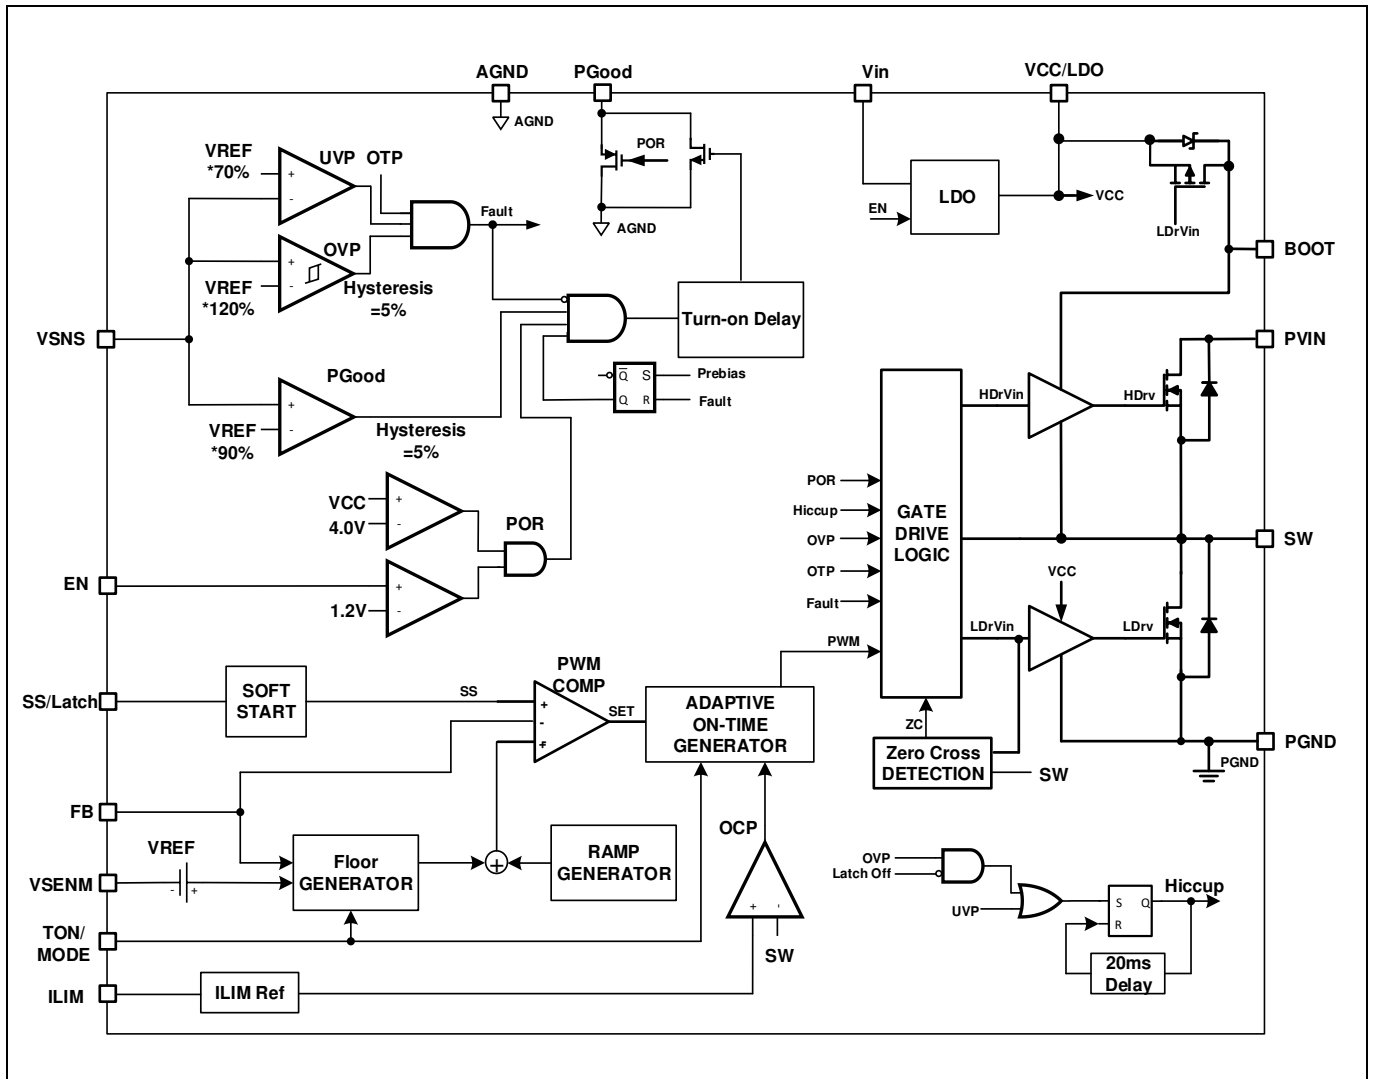 AGND
PGood
Vin
VCC/LDO
AGND
VREF
*70%
+
-
UVP
OTP
Fault
POR
AGND
EN
LDO
VCC
LDrVin
BOOT
OVP
+
-
VREF
*120%
Hysteresis
=5%
VSNS
Turn-on Delay
PVIN
PGood
+
-
VREF
*90%
Hysteresis
=5%
Q S
Q R
Prebias
Fault
HDrVin
HDrv
VCC
4.0V
+
-
POR
EN
1.2V
+
-
POR
Hiccup
OVP
OTP
Fault
PWM
GATE
DRIVE
LOGIC
SW
VCC
LDrVin
LDrv
SS/Latch
SOFT
START
SS
PWM
COMP
+
-
+
SET
ADAPTIVE
ON-TIME
GENERATOR
ZC
Zero Cross
DETECTION
SW
PGND
PGND
FB
VREF
- +
VSENM
Floor
GENERATOR
+
RAMP
GENERATOR
OCP
+ -
SW
TON/
MODE
ILIM
ILIM Ref
OVP
Latch Off
UVP
S Q
R
Hiccup
20ms
Delay